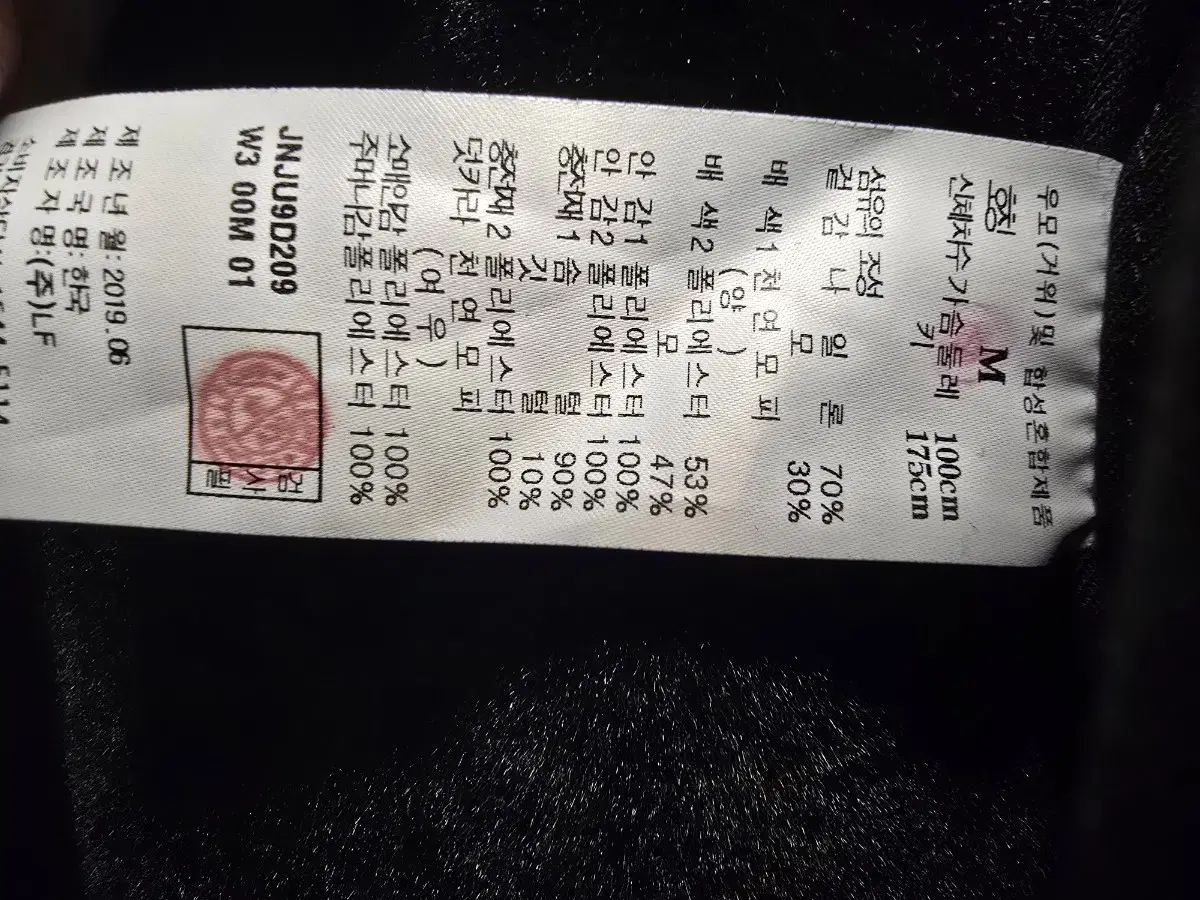 우모(거위)및 합성혼합제품
호칭 M
신체치수가슴둘레 100cm
키 175cm
섬유의 조성
겉 감 나 일 론 70%
모 30%
배 색1 천 연 모 피
(양 )
배 색2 폴리에스터 53%
모 47%
안 감1 폴리에스터 100%
안 감2 폴리에스터 100%
충전재1 솜 털 90%
깃 털 10%
충전재2 폴리에스터 100%
덧카라 천 연 모 피
(여우)
소매안감 폴리에스터 100%
주머니감폴리에스터 100%
JNJU9D209
W3 00M 01
검사필
제 조 년 월: 2019.06
제 조 국 명:한국
제 조 자 명:(주)LF